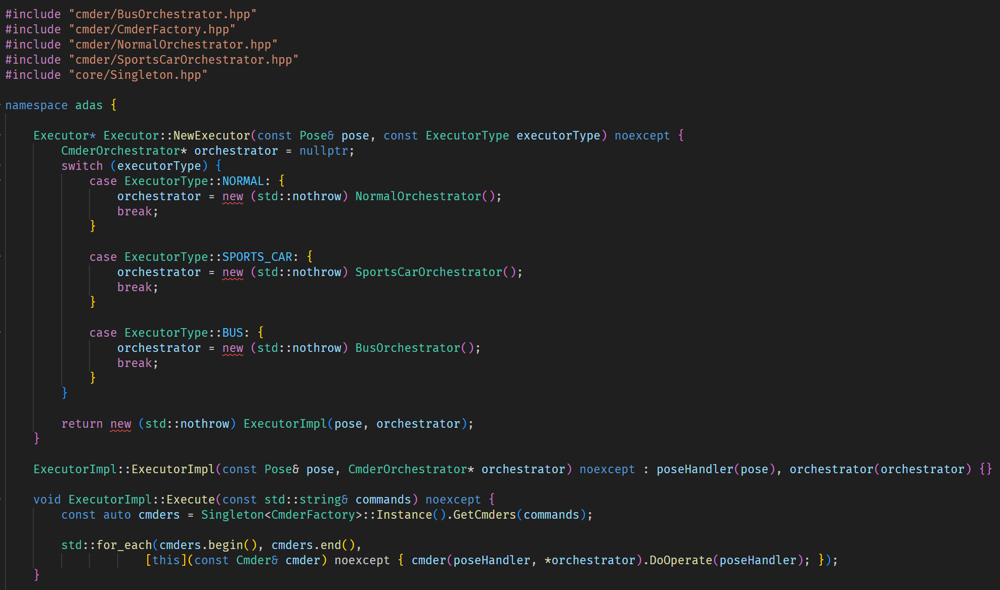 #include "cmder/BusOrchestrator.hpp"
#include "cmder/CmderFactory.hpp"
#include "cmder/NormalOrchestrator.hpp"
#include "cmder/SportsCarOrchestrator.hpp"
#include "core/Singleton.hpp"

namespace adas {

    Executor* Executor::NewExecutor(const Pose& pose, const ExecutorType executorType) noexcept {
        CmderOrchestrator* orchestrator = nullptr;
        switch (executorType) {
            case ExecutorType::NORMAL: {
                orchestrator = new (std::nothrow) NormalOrchestrator();
                break;
            }

            case ExecutorType::SPORTS_CAR: {
                orchestrator = new (std::nothrow) SportsCarOrchestrator();
                break;
            }

            case ExecutorType::BUS: {
                orchestrator = new (std::nothrow) BusOrchestrator();
                break;
            }
        }

        return new (std::nothrow) ExecutorImpl(pose, orchestrator);
    }

    ExecutorImpl::ExecutorImpl(const Pose& pose, CmderOrchestrator* orchestrator) noexcept : poseHandler(pose), orchestrator(orchestrator) {}

    void ExecutorImpl::Execute(const std::string& commands) noexcept {
        const auto cmders = Singleton<CmderFactory>::Instance().GetCmders(commands);

        std::for_each(cmders.begin(), cmders.end(),
                    [this](const Cmder& cmder) noexcept { cmder(poseHandler, *orchestrator).DoOperate(poseHandler); });
    }